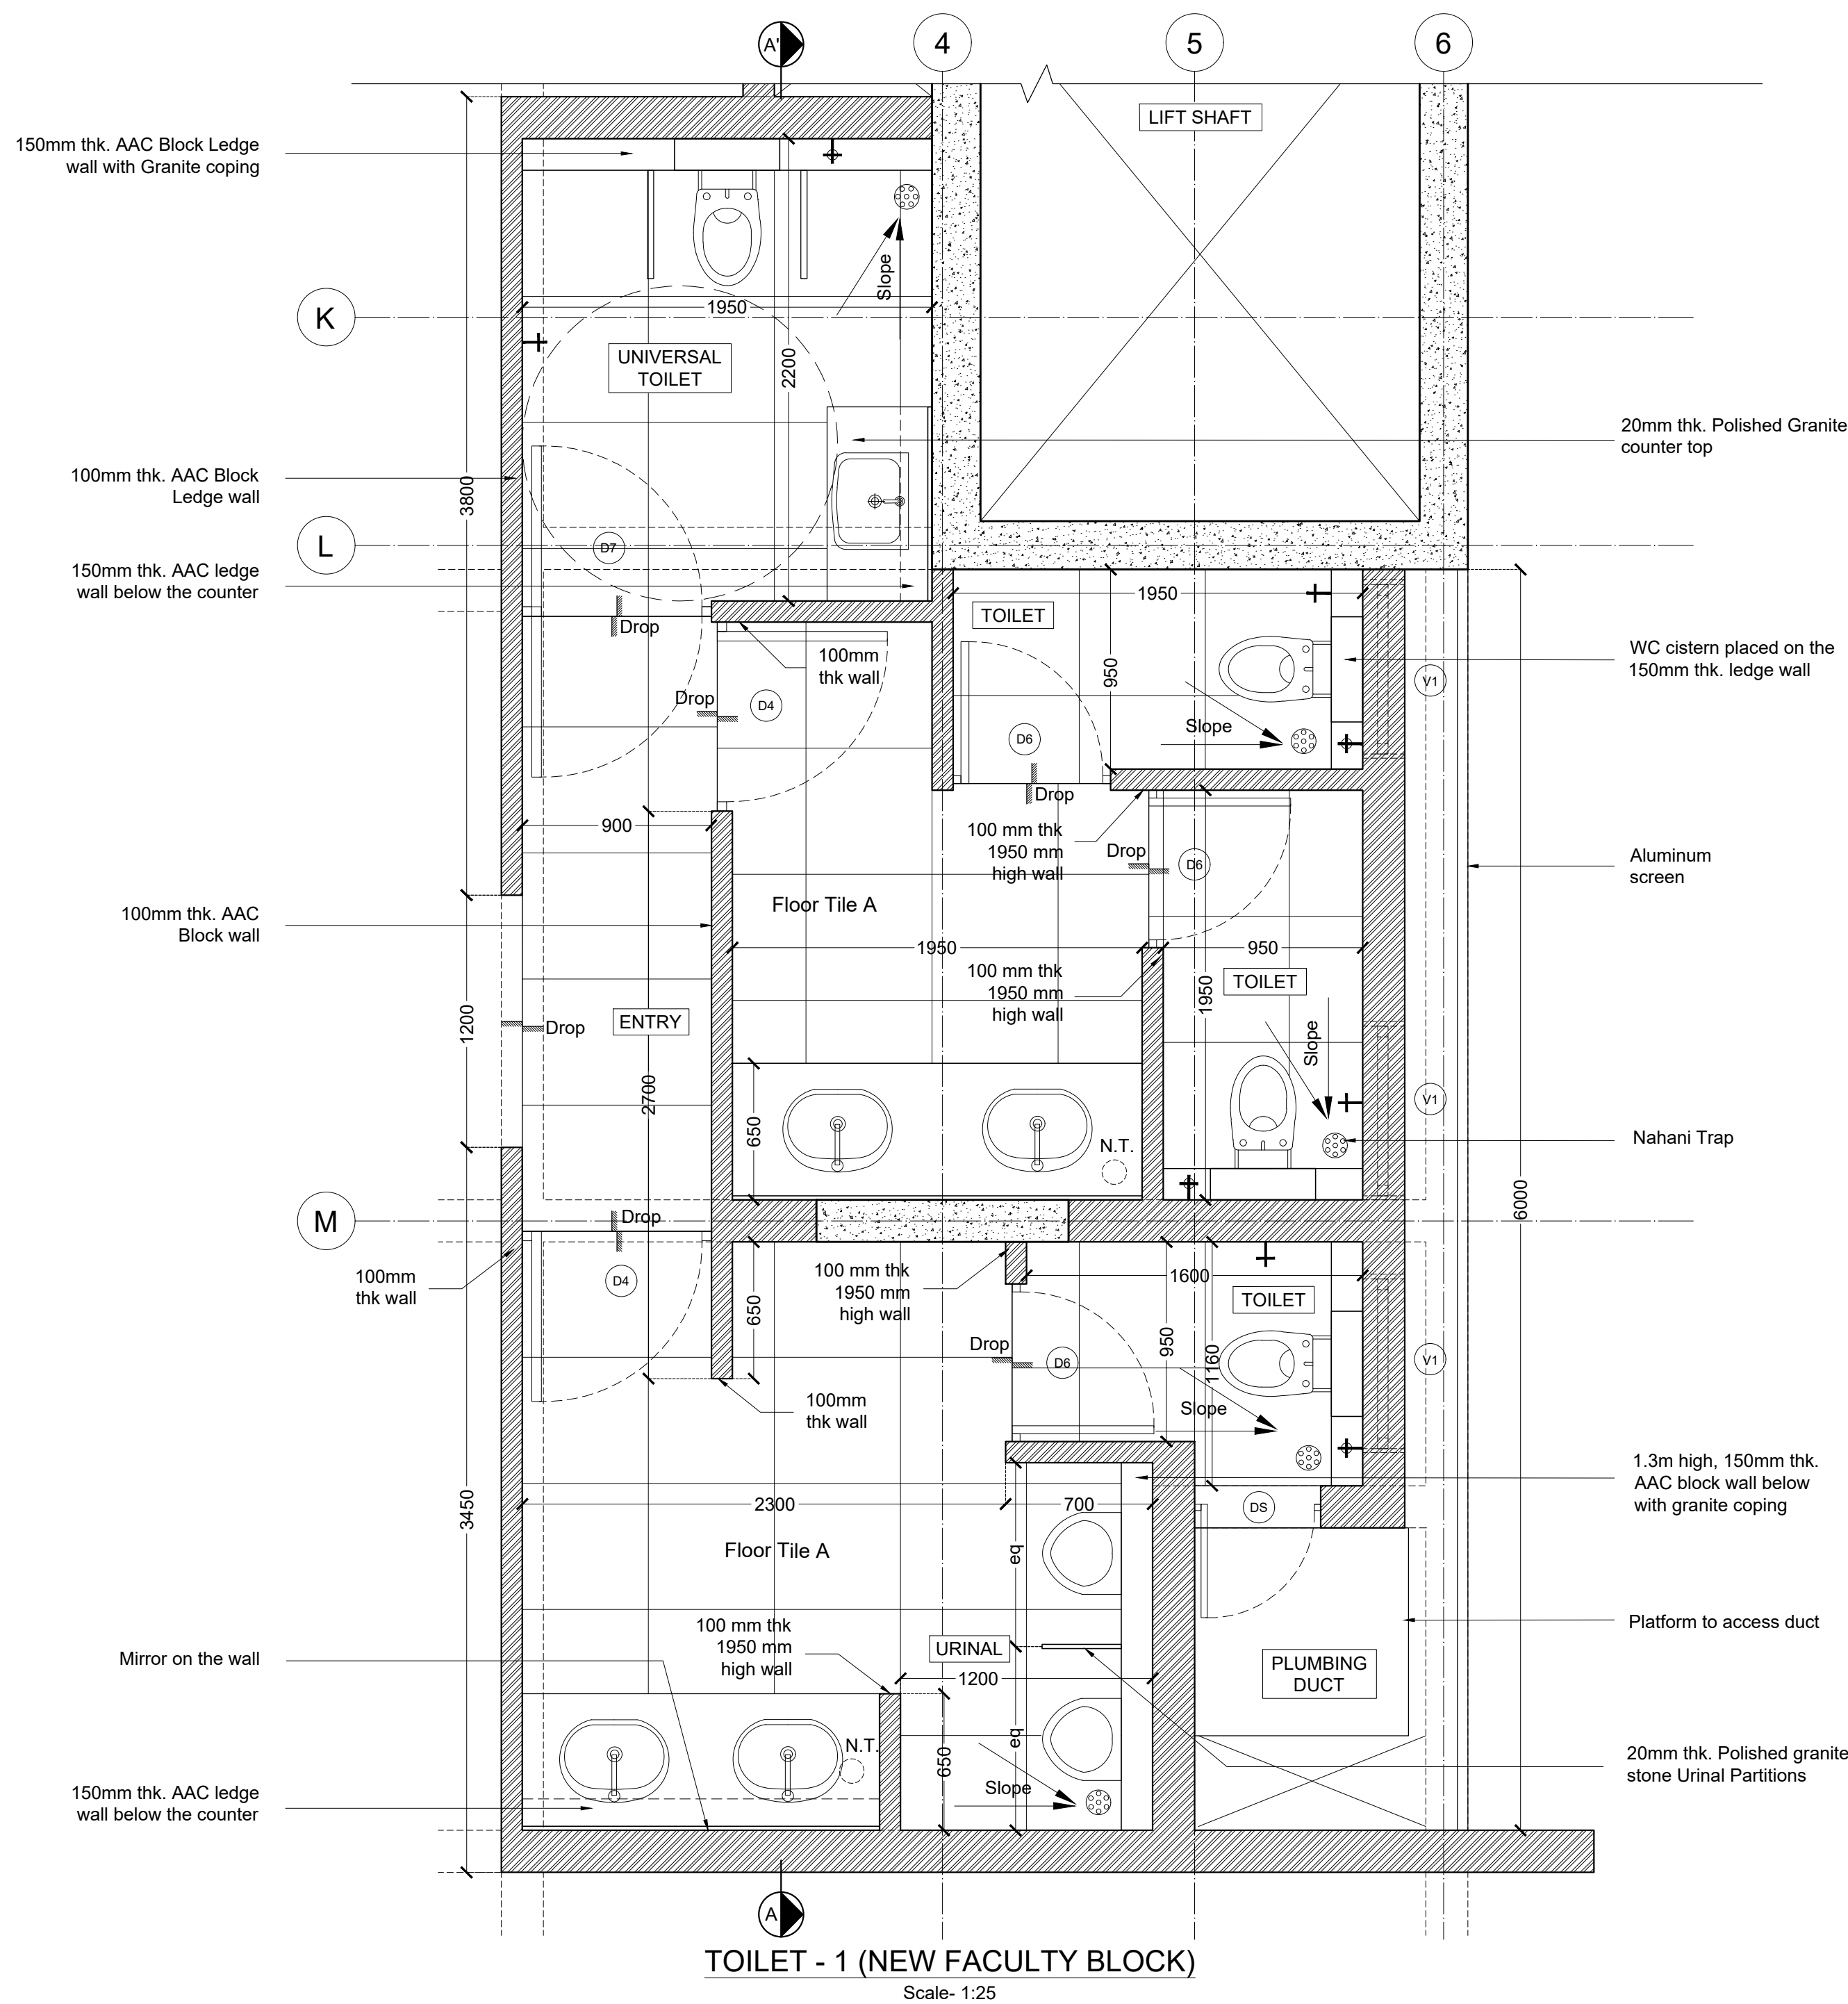 A'
4
5
6
LIFT SHAFT
150mm thk. AAC Block Ledge
wall with Granite coping
Slope
K
1950
UNIVERSAL
TOILET
2200
20mm thk. Polished Granite
counter top
100mm thk. AAC Block
Ledge wall
3800
L
D7
150mm thk. AAC ledge
wall below the counter
Drop
TOILET
1950
100mm
thk wall
950
WC cistern placed on the
150mm thk. ledge wall
V1
Drop
D4
Slope
D6
Drop
900
100 mm thk
1950 mm
high wall
Drop
D6
Aluminum
screen
Floor Tile A
100mm thk. AAC
Block wall
1950
950
100 mm thk
1950 mm
high wall
TOILET
1950
1200
Drop
ENTRY
Slope
2700
650
V1
N.T.
Nahani Trap
6000
M
Drop
100mm
thk wall
D4
650
100 mm thk
1950 mm
high wall
1600
TOILET
Drop
D6
950
1160
V1
100mm
thk wall
Slope
1.3m high, 150mm thk.
AAC block wall below
with granite coping
3450
2300
700
DS
Floor Tile A
eq
100 mm thk
1950 mm
high wall
URINAL
Platform to access duct
Mirror on the wall
1200
PLUMBING
DUCT
eq
N.T.
650
Slope
20mm thk. Polished granite
stone Urinal Partitions
150mm thk. AAC ledge
wall below the counter
A
TOILET - 1 (NEW FACULTY BLOCK)
Scale- 1:25